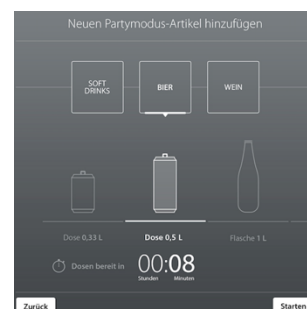 Neuen Partymodus-Artikel hinzufügen
SOFT
DRINKS
BIER
WEIN
Dose 0,33 L
Dose 0,5 L
Flasche 1 L
Dosen bereit in
00:08
Stunden
Minuten
Zurück
Starten